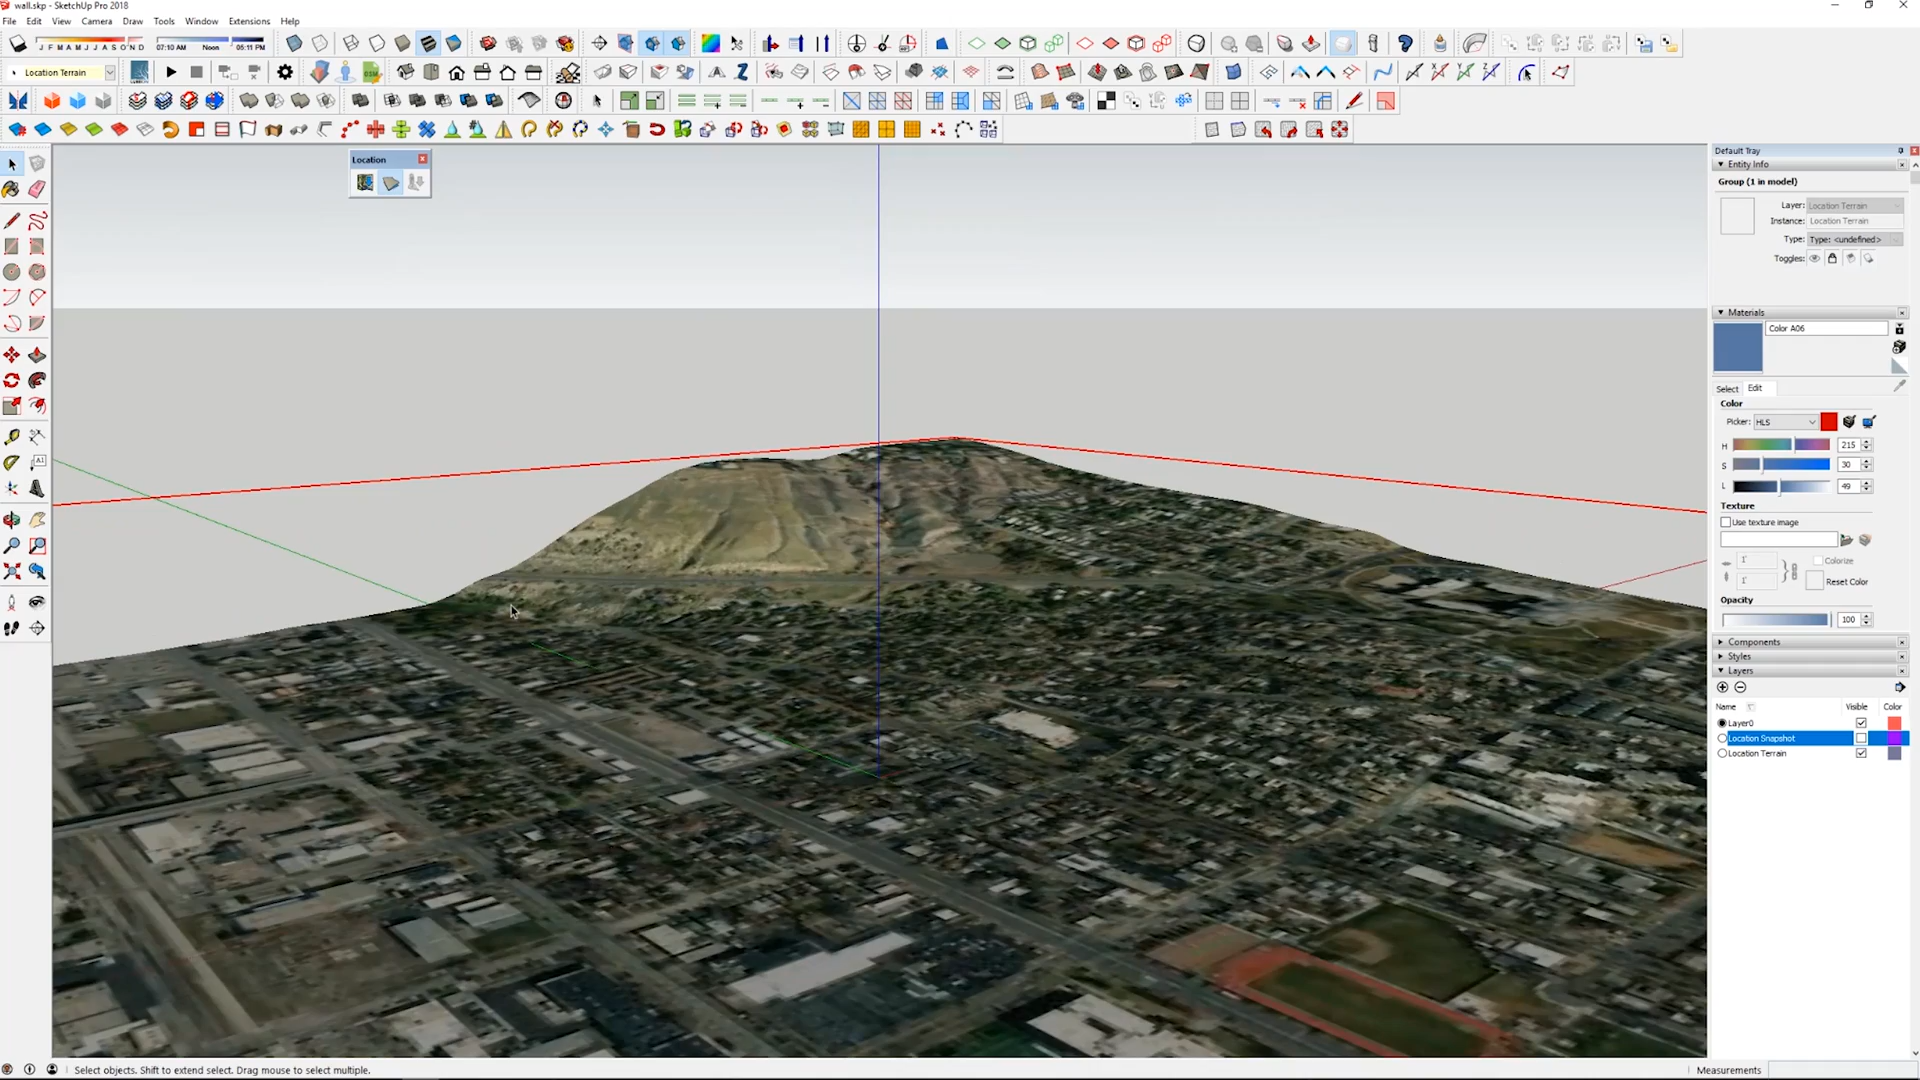 wall.skp - SketchUp Pro 2018
File Edit View Camera Draw Tools Window Extensions Help
J F M A M J J A S O N D 07:10 AM Noon 05:11 PM
Location Terrain
Location
Default Tray
Entity Info
Group (1 in model)
Layer: Location Terrain
Instance: Location Terrain
Type: Type: <undefined>
Toggles:
Materials
Color A06
Select Edit
Color
Picker: HLS
H 215
S 30
L 49
Texture
Use texture image
1'
Colorize
1'
Reset Color
Opacity
100
Components
Styles
Layers
Name Visible Color
Layer0
Location Snapshot
Location Terrain
Select objects. Shift to extend select. Drag mouse to select multiple.
Measurements